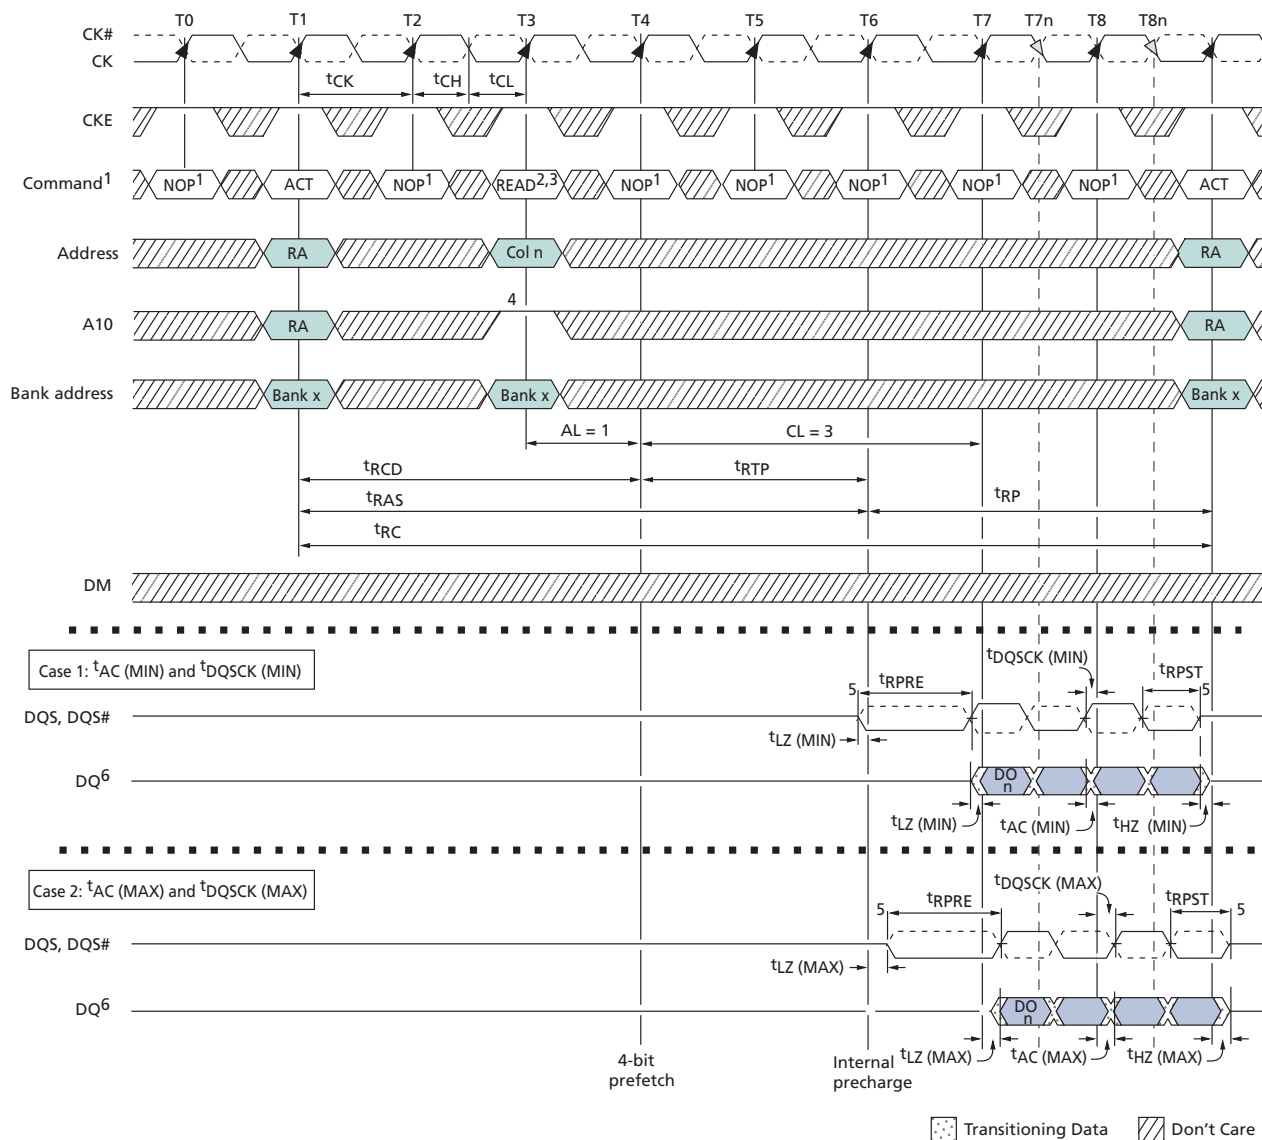 T0 T1 T2 T3 T4 T5 T6 T7 T7n T8 T8n
CK#
CK
tCK tCH tCL
CKE
Command1 NOP1 ACT NOP1 READ2,3 NOP1 NOP1 NOP1 NOP1 NOP1 ACT
Address RA Col n RA
4
A10 RA RA
Bank address Bank x Bank x Bank x
AL = 1 CL = 3
tRCD tRTP
tRAS tRP
tRC
DM
Case 1: tAC (MIN) and tDQSCK (MIN)
tDQSCK (MIN)
5 tRPRE tRPST 5
DQS, DQS#
tLZ (MIN)
DQ6 DO
n
tLZ (MIN) tAC (MIN) tHZ (MIN)
Case 2: tAC (MAX) and tDQSCK (MAX)
tDQSCK (MAX)
5 tRPRE tRPST 5
DQS, DQS#
tLZ (MAX)
DQ6 DO
n
tLZ (MAX) tAC (MAX) tHZ (MAX)
4-bit
prefetch
Internal
precharge
Transitioning Data Don't Care